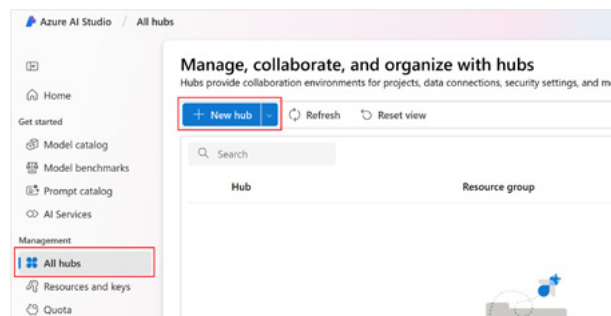 Azure AI Studio / All hubs
Manage, collaborate, and organize with hubs
Hubs provide collaboration environments for projects, data connections, security settings, and m
+ New hub
Refresh
Reset view
Search
Hub
Resource group
Home
Get started
Model catalog
Model benchmarks
Prompt catalog
AI Services
Management
All hubs
Resources and keys
Quota